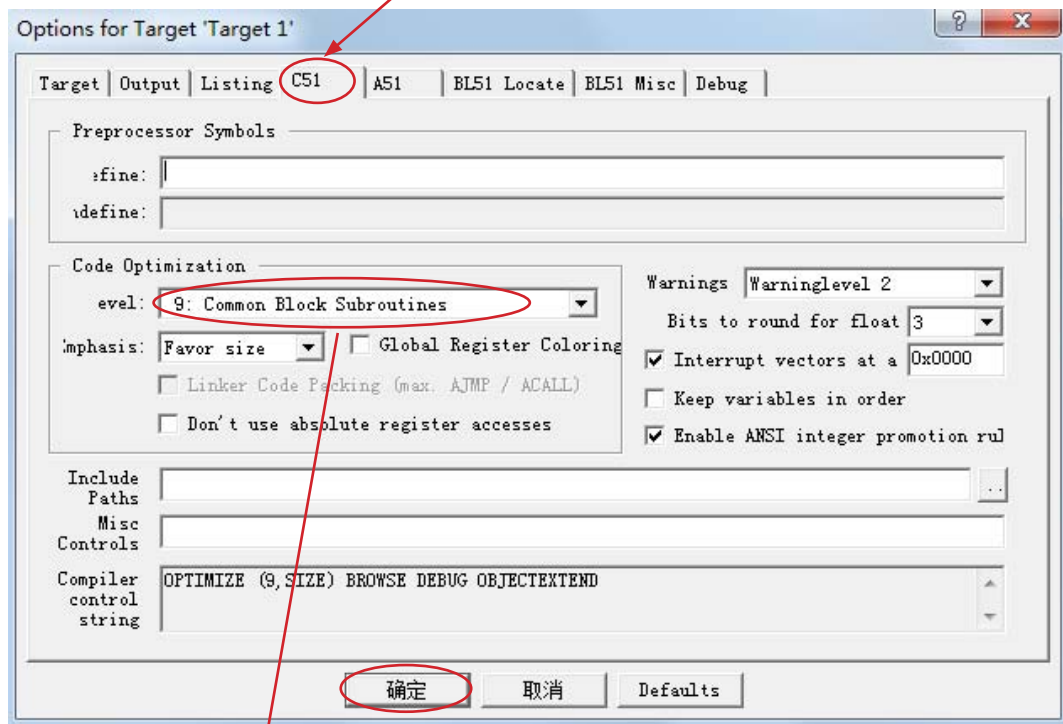 Options for Target 'Target 1'
Target Output Listing C51 A51 BL51 Locate BL51 Misc Debug
Preprocessor Symbols
efine:
define:
Code Optimization
evel: 9: Common Block Subroutines
mphasis: Favor size Global Register Coloring
Linker Code Packing (max. AJMP / ACALL)
Don't use absolute register accesses
Warnings Warninglevel 2
Bits to round for float 3
Interrupt vectors at a 0x0000
Keep variables in order
Enable ANSI integer promotion rul
Include Paths
..
Misc Controls
Compiler control string
OPTIMIZE (9,SIZE) BROWSE DEBUG OBJECTEXTEND
确定 取消 Defaults